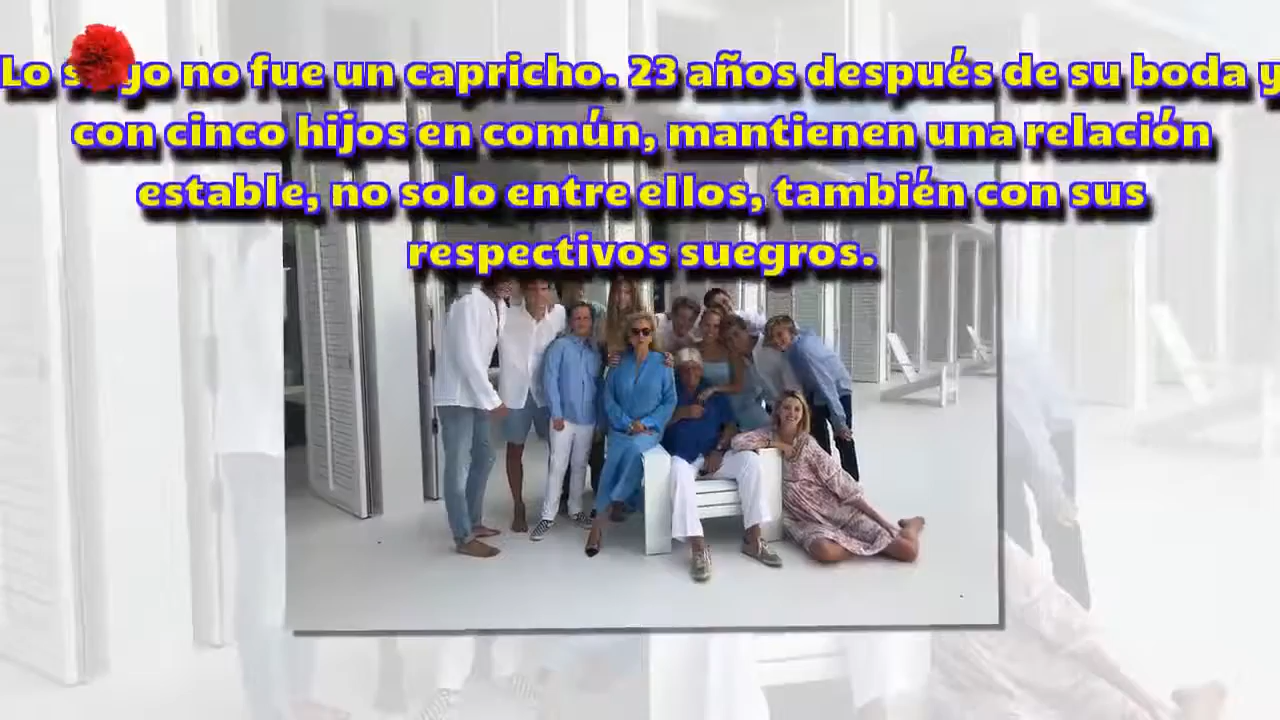 Lo suyo no fue un capricho. 23 años después de su boda y
con cinco hijos en común, mantienen una relación
estable, no solo entre ellos, también con sus
respectivos suegros.